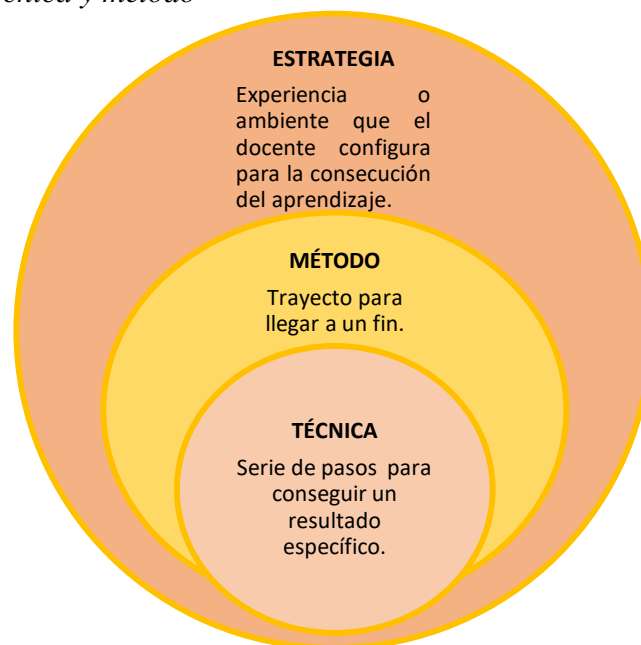 y método
ESTRATEGIA
Experiencia o
ambiente que el
docente configura
para la consecución
del aprendizaje.
MÉTODO
Trayecto para
llegar a un fin.
TÉCNICA
Serie de pasos para
conseguir un
resultado
específico.